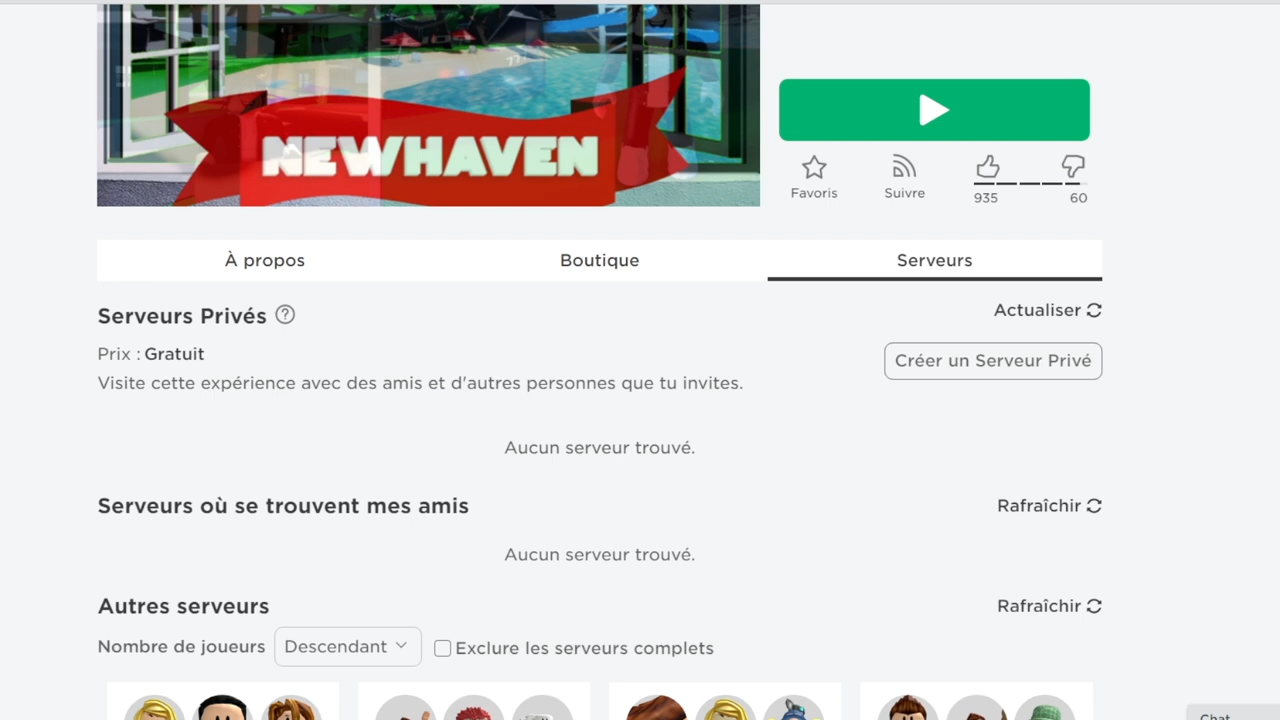 NEWHAVEN
Favoris
Suivre
935
60
À propos
Boutique
Serveurs
Serveurs Privés ?
Actualiser
Prix : Gratuit
Créer un Serveur Privé
Visite cette expérience avec des amis et d'autres personnes que tu invites.
Aucun serveur trouvé.
Serveurs où se trouvent mes amis
Rafraîchir
Aucun serveur trouvé.
Autres serveurs
Rafraîchir
Nombre de joueurs
Descendant
Exclure les serveurs complets
Chat